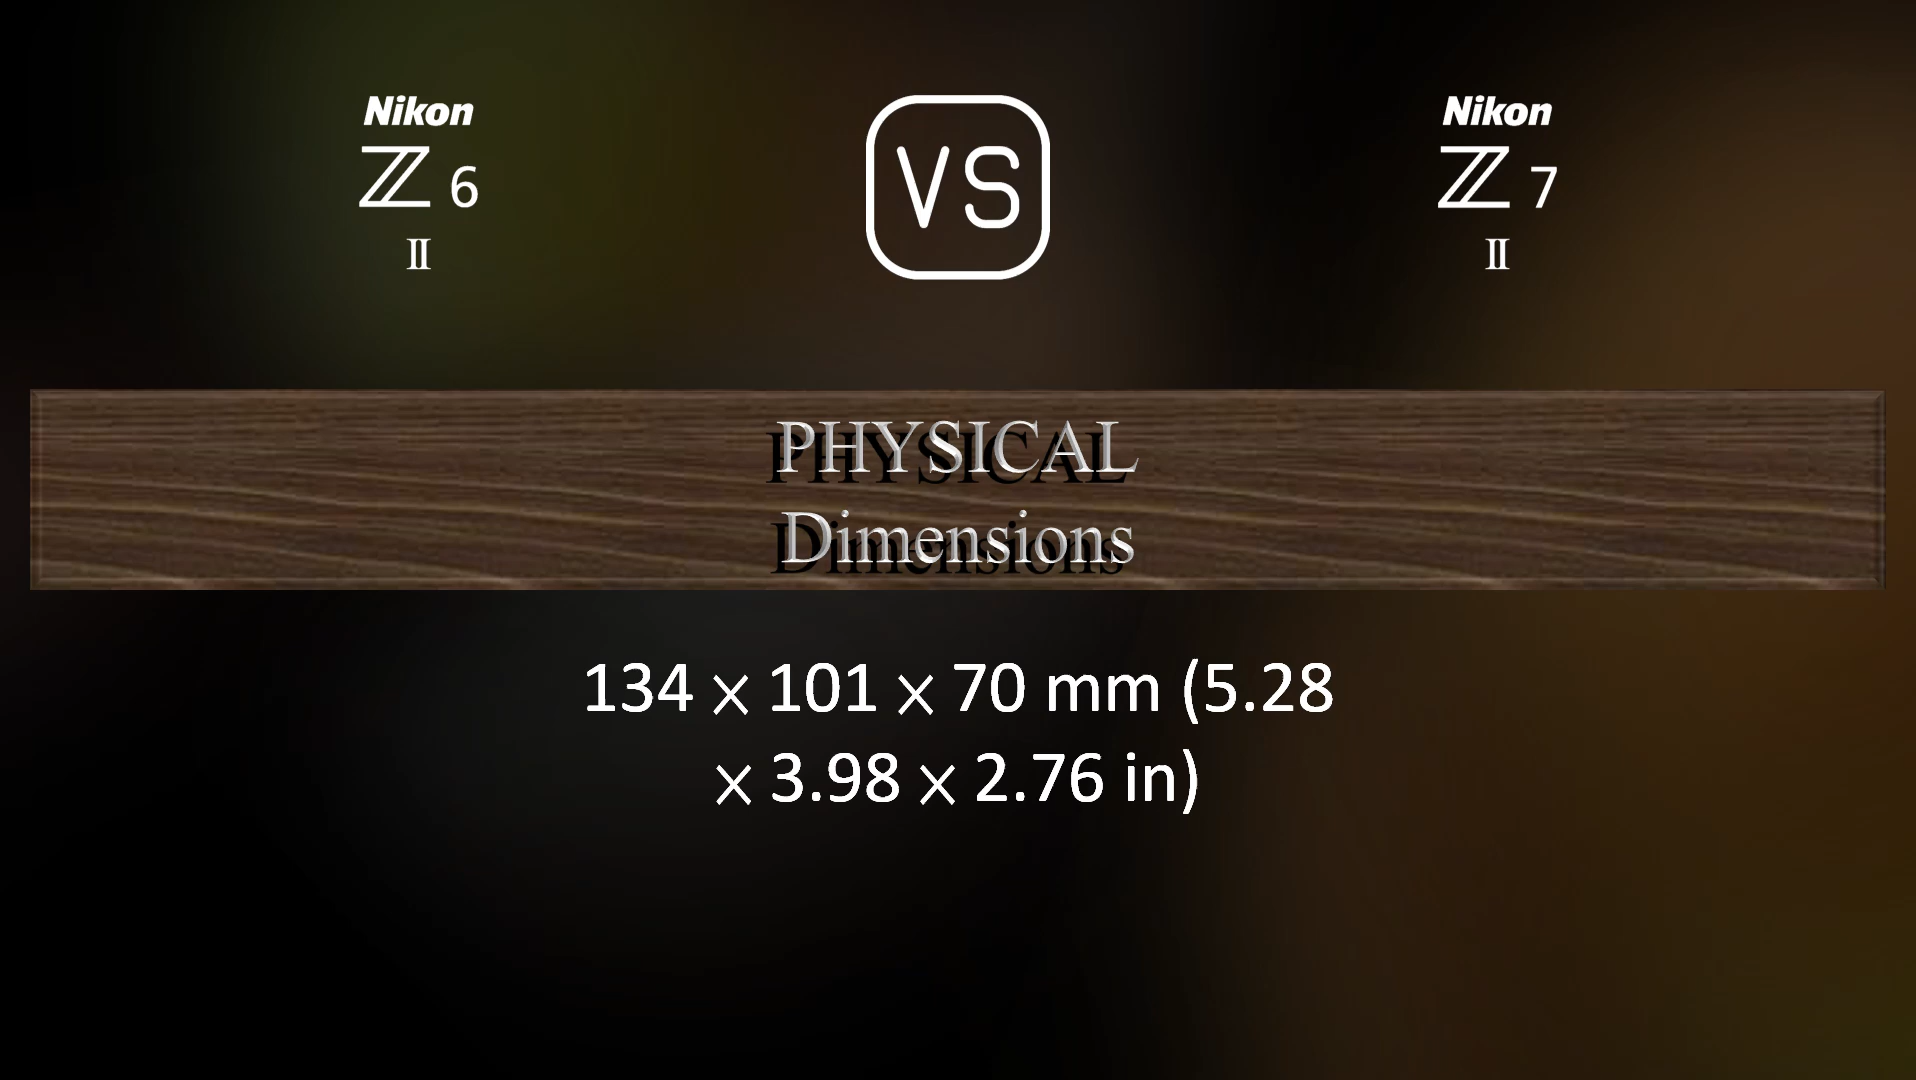 Nikon Nikon
Z 6 VS Z 7
II II
PHYSICAL
Dimensions
134 x 101 x 70 mm (5.28
x 3.98 x 2.76 in)